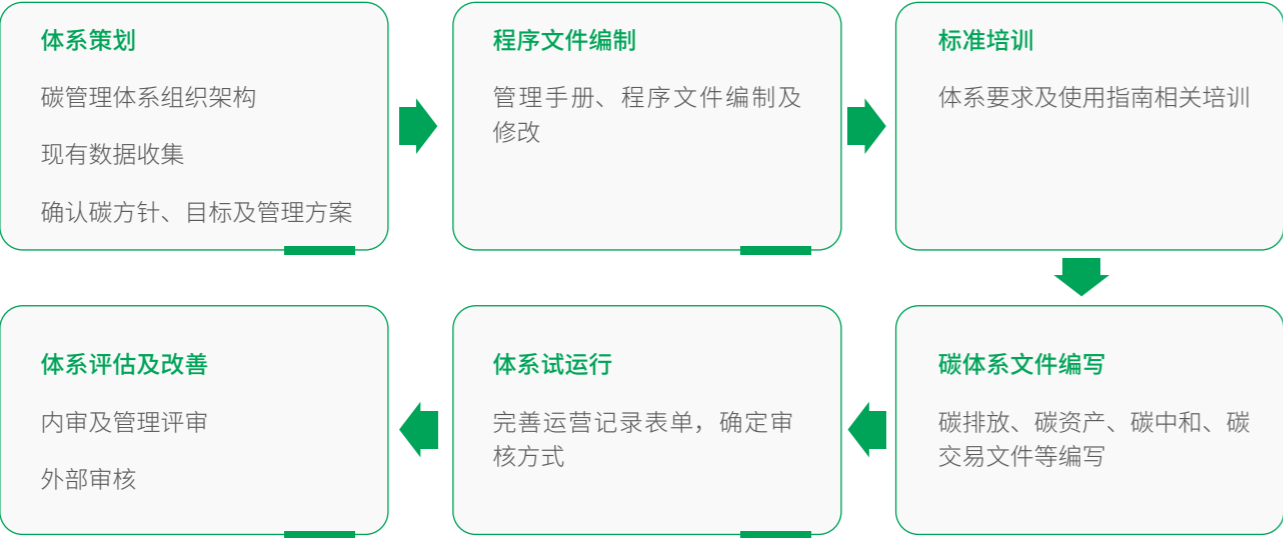 体系策划
碳管理体系组织架构
现有数据收集
确认碳方针、目标及管理方案
程序文件编制
管理手册、程序文件编制及
修改
标准培训
体系要求及使用指南相关培训
碳体系文件编写
碳排放、碳资产、碳中和、碳
交易文件等编写
体系试运行
完善运营记录表单，确定审
核方式
体系评估及改善
内审及管理评审
外部审核